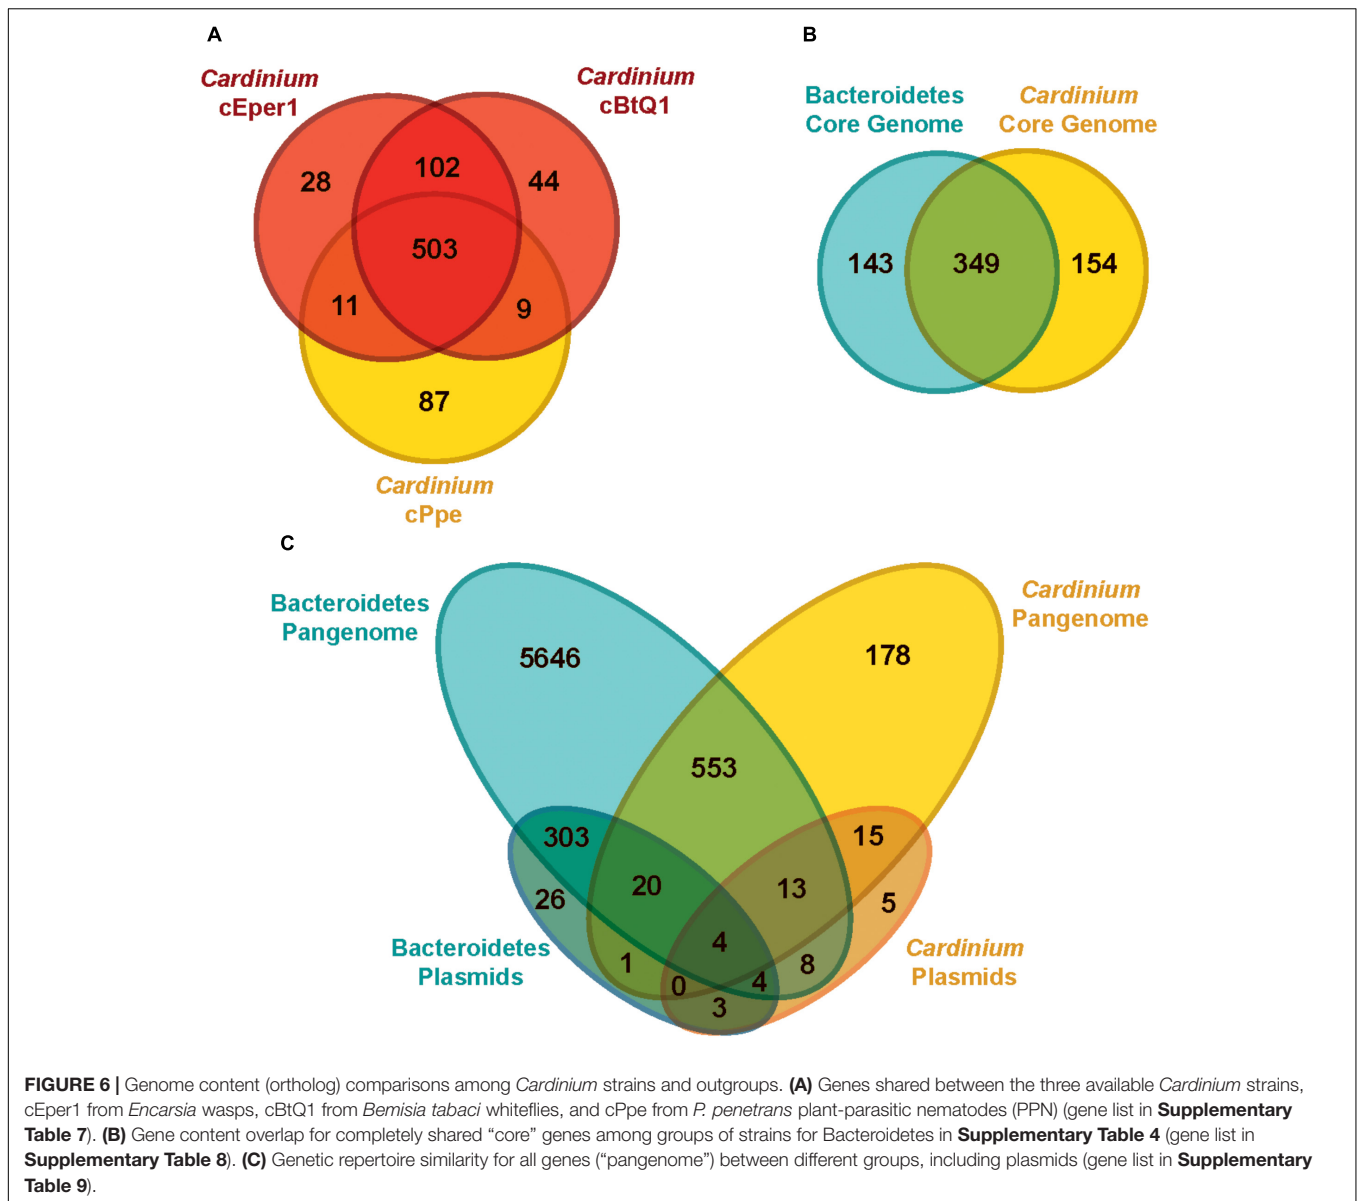 A
B
Cardinium
cEper1
Cardinium
cBtQ1
28
102
44
503
11
9
87
Cardinium
cPpe
Bacteroidetes
Core Genome
Cardinium
Core Genome
143
349
154
C
Bacteroidetes
Pangenome
Cardinium
Pangenome
5646
178
553
303
15
20
13
26
5
4
1
8
0
4
3
Bacteroidetes
Plasmids
Cardinium
Plasmids
FIGURE 6 | Genome content (ortholog) comparisons among Cardinium strains and outgroups. (A) Genes shared between the three available Cardinium strains,
cEper1 from Encarsia wasps, cBtQ1 from Bemisia tabaci whiteflies, and cPpe from P. penetrans plant-parasitic nematodes (PPN) (gene list in Supplementary
Table 7). (B) Gene content overlap for completely shared “core” genes among groups of strains for Bacteroidetes in Supplementary Table 4 (gene list in
Supplementary Table 8). (C) Genetic repertoire similarity for all genes (“pangenome”) between different groups, including plasmids (gene list in Supplementary
Table 9).